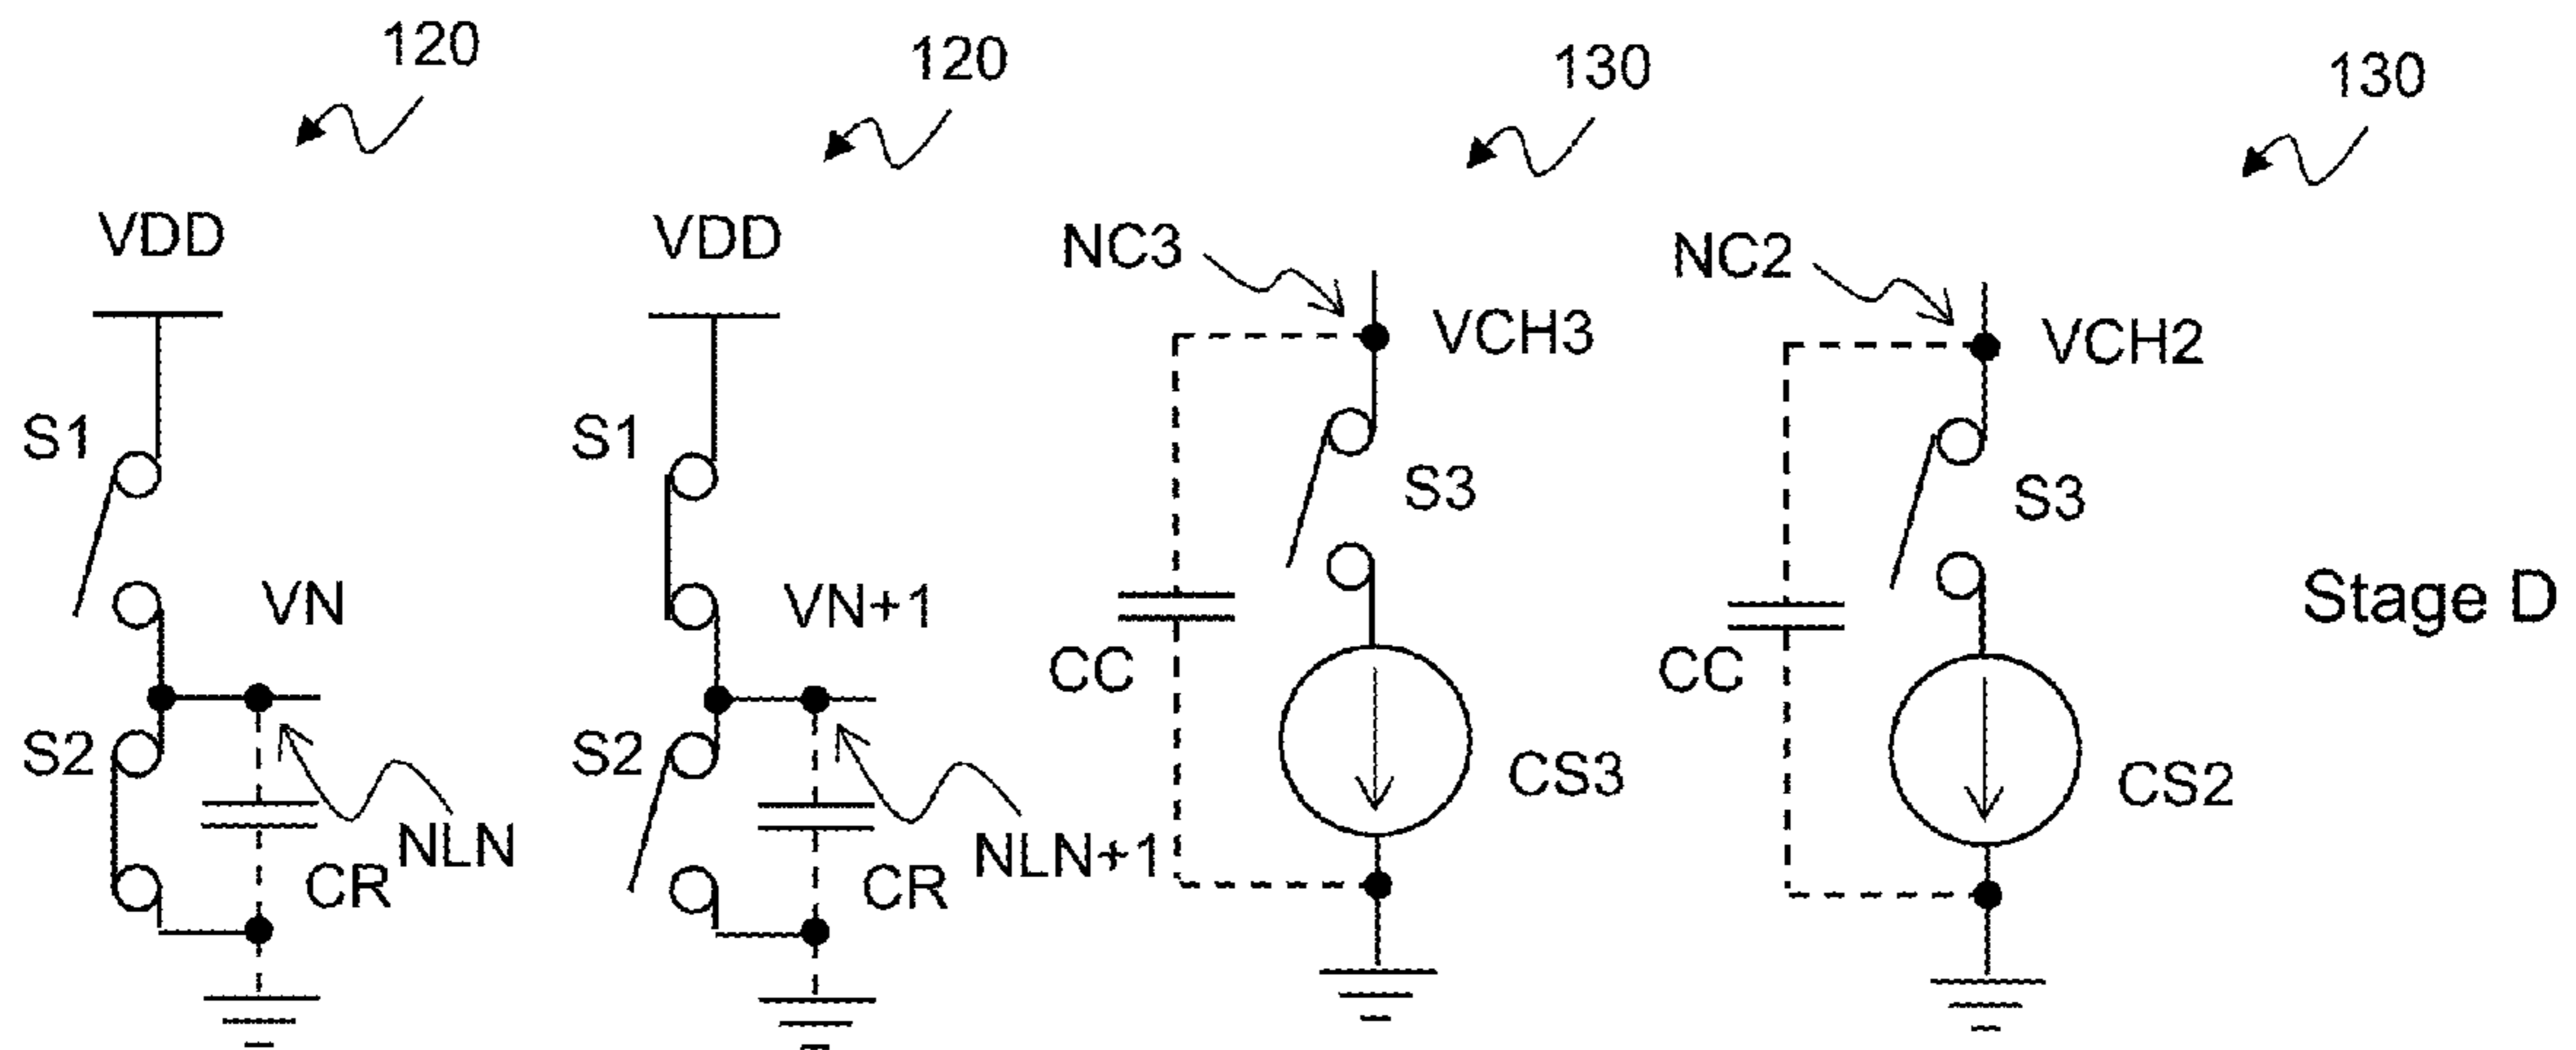 120
120
130
130
VDD
VDD
NC3
NC2
VCH3
VCH2
S1
S1
S3
S3
VN
VN+1
Stage D
CC
CC
S2
S2
CS3
CS2
NLN
NLN+1
CR
CR